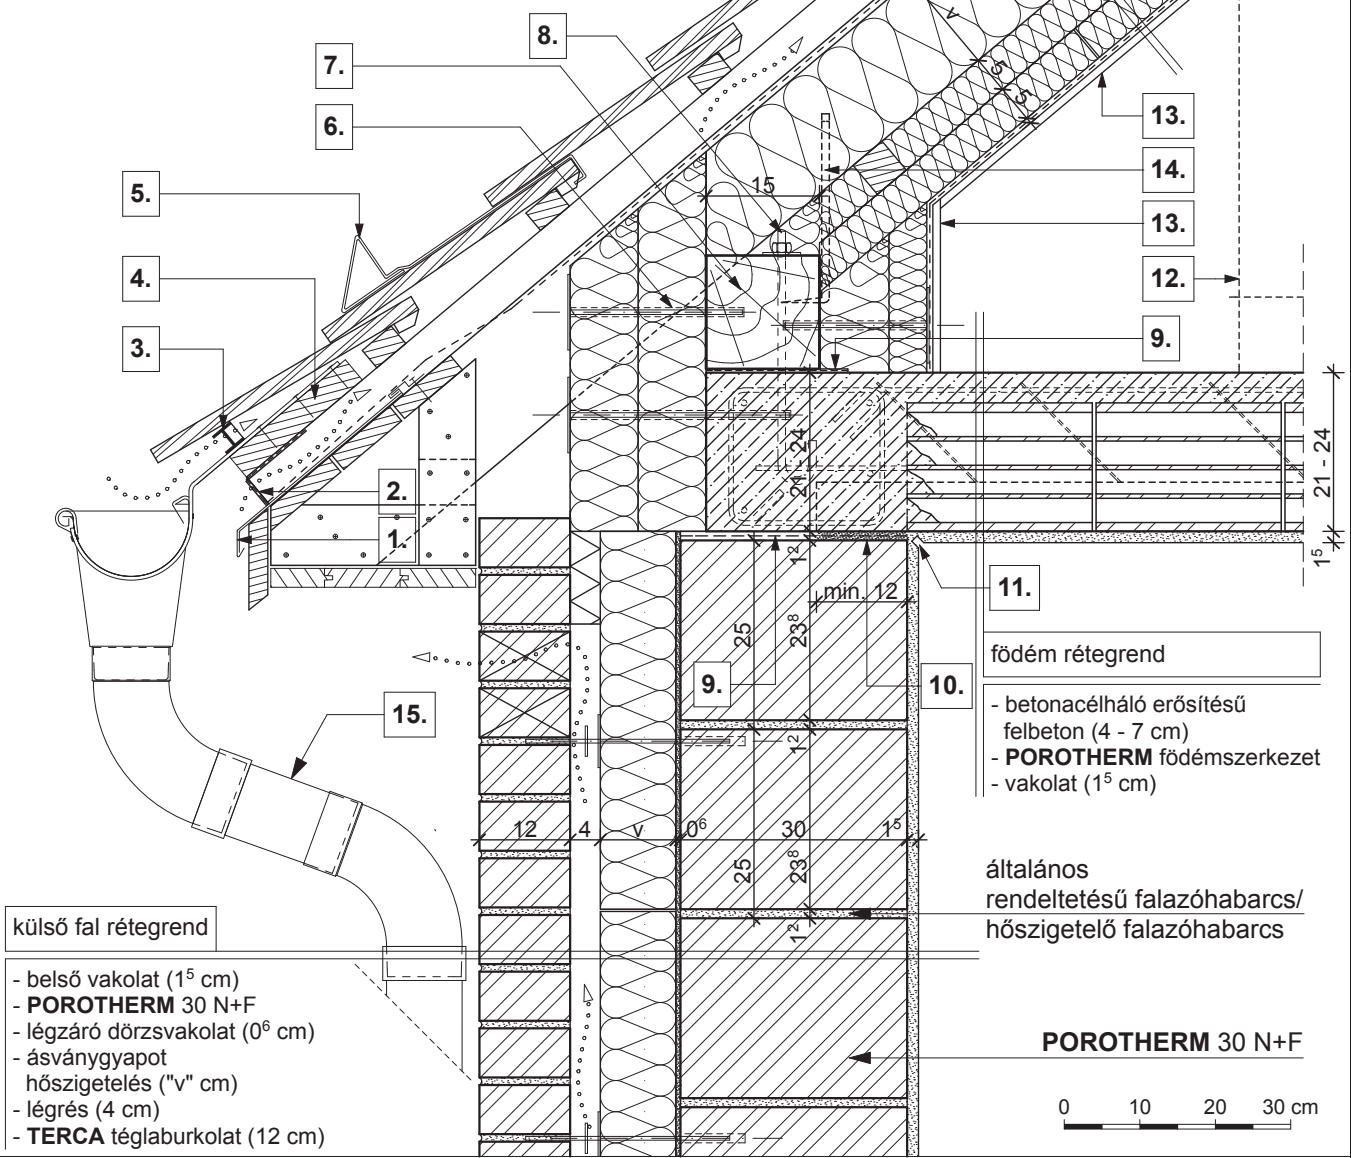 8.
7.
6.
5.
4.
3.
2.
1.
13.
14.
13.
12.
9.
11.
10.
9.
15.
v
5
5
15
21 - 24
21 - 24
1⁵
1²
min. 12
25
23⁸
1²
12
4
v
0⁶
30
1⁵
25
23⁸
1²
födém rétegrend
- betonacélháló erősítésű
felbeton (4 - 7 cm)
- POROTHERM födémszerkezet
- vakolat (1⁵ cm)
általános
rendeltetésű falazóhabarcs/
hőszigetelő falazóhabarcs
külső fal rétegrend
- belső vakolat (1⁵ cm)
- POROTHERM 30 N+F
- légzáró dörzsvakolat (0⁶ cm)
- ásványgyapot
hőszigetelés ("v" cm)
- légrés (4 cm)
- TERCA téglaburkolat (12 cm)
POROTHERM 30 N+F
0 10 20 30 cm